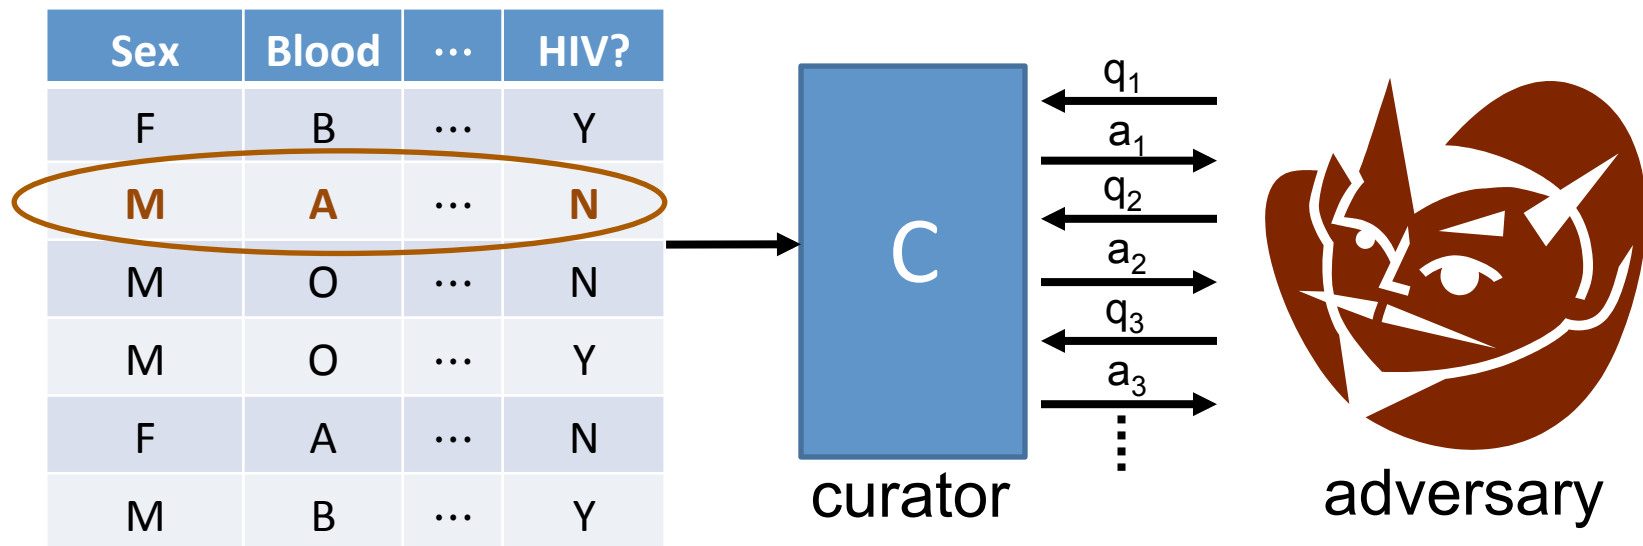 Sex Blood ... HIV?
F B ... Y
M A ... N
M O ... N
M O ... Y
F A ... N
M B ... Y
C
curator
q1
a1
q2
a2
q3
a3
adversary